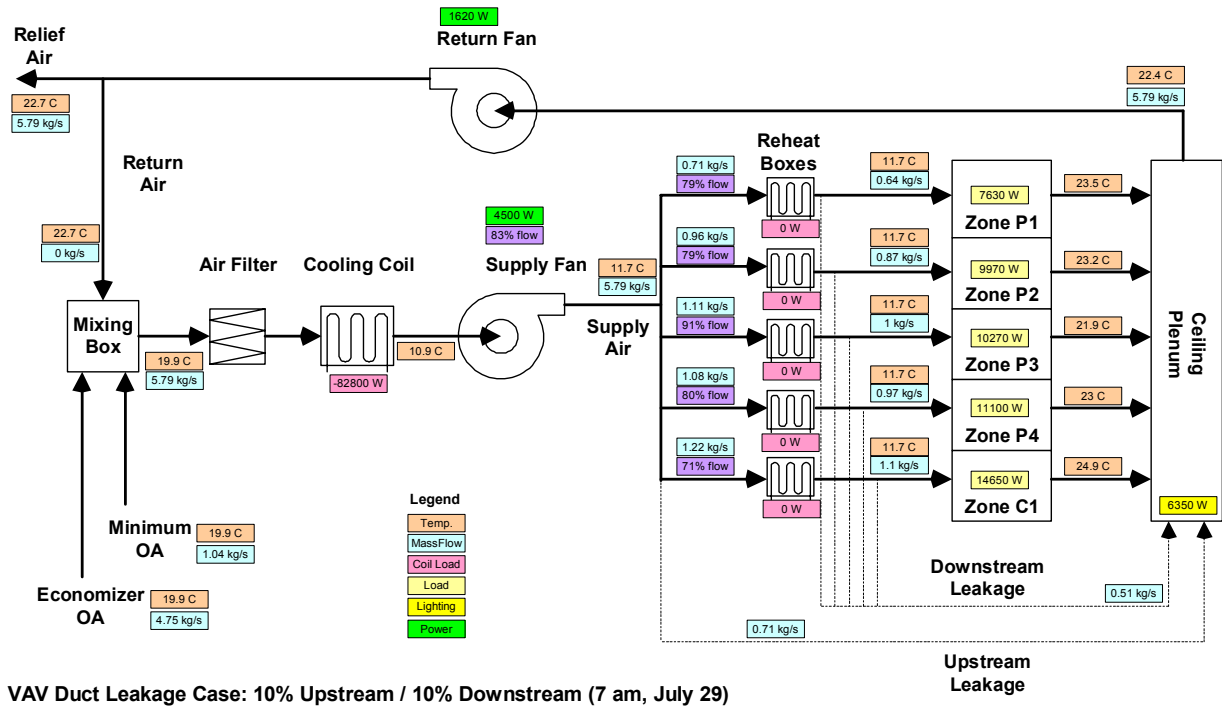 1620 W
Return Fan
Relief
Air
22.7 C
5.79 kg/s
22.4 C
5.79 kg/s
Return
Air
22.7 C
0 kg/s
Reheat
Boxes
0.71 kg/s
79% flow
0 W
11.7 C
0.64 kg/s
7630 W
Zone P1
23.5 C
4500 W
83% flow
Air Filter
Cooling Coil
Supply Fan
11.7 C
5.79 kg/s
Supply
Air
0.96 kg/s
79% flow
0 W
11.7 C
0.87 kg/s
9970 W
Zone P2
23.2 C
Mixing
Box
19.9 C
5.79 kg/s
-82800 W
10.9 C
1.11 kg/s
91% flow
0 W
11.7 C
1 kg/s
10270 W
Zone P3
21.9 C
Ceiling
Plenum
1.08 kg/s
80% flow
0 W
11.7 C
0.97 kg/s
11100 W
Zone P4
23 C
1.22 kg/s
71% flow
0 W
11.7 C
1.1 kg/s
14650 W
Zone C1
24.9 C
6350 W
Minimum
OA
19.9 C
1.04 kg/s
Economizer
OA
19.9 C
4.75 kg/s
Legend
Temp.
MassFlow
Coil Load
Load
Lighting
Power
Downstream
Leakage
0.51 kg/s
0.71 kg/s
Upstream
Leakage
VAV Duct Leakage Case: 10% Upstream / 10% Downstream (7 am, July 29)